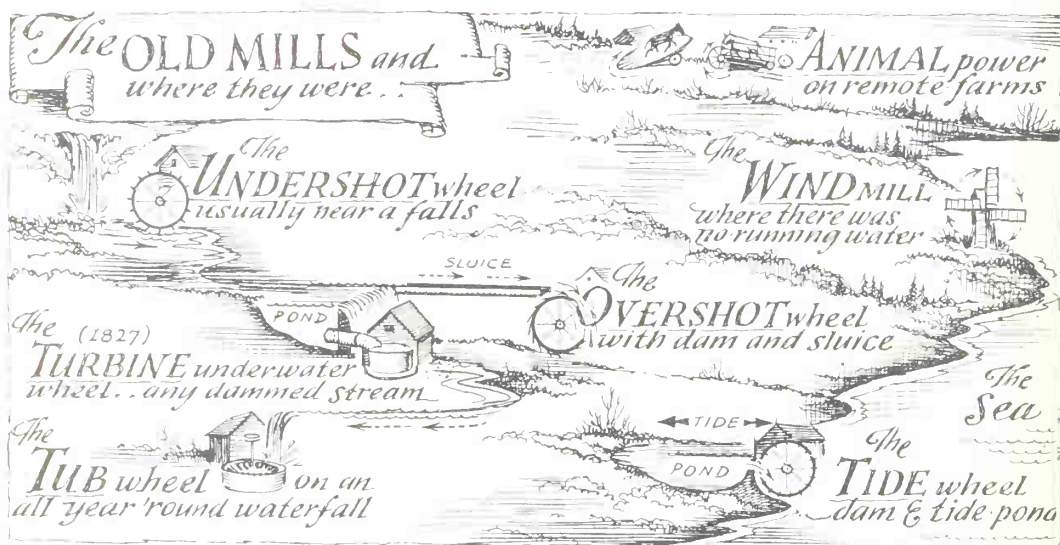 The OLD MILLS and
where they were...
ANIMAL power
on remote farms
The
UNDERSHOT wheel
usually near a falls
The
WIND MILL
where there was
no running water
SLUICE
The
OVERSHOT wheel
with dam and sluice
POND
The (1827)
TURBINE underwater
wheel.. any dammed stream
The
Sea
The
TUB wheel on an
all year 'round waterfall
TIDE
POND
The
TIDE wheel
dam & tide pond